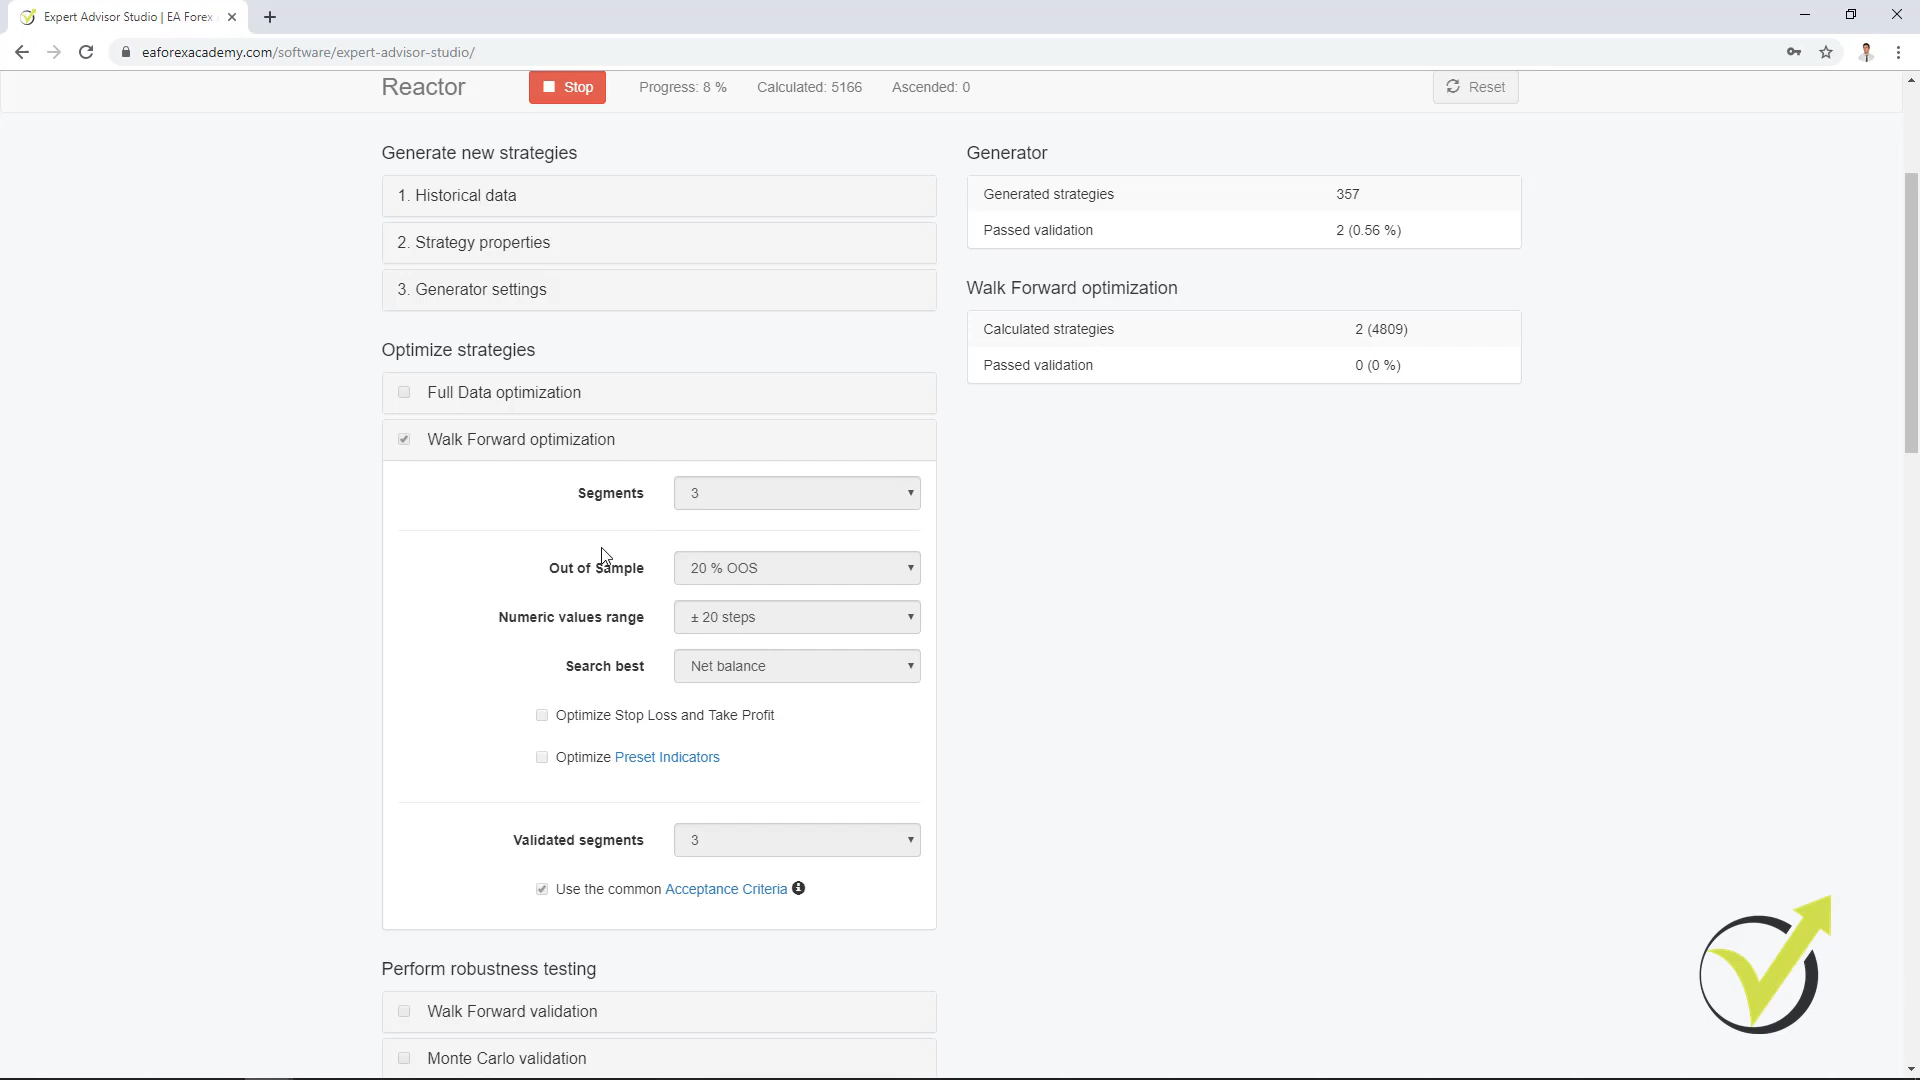 Expert Advisor Studio | EA Forex
eaforexacademy.com/software/expert-advisor-studio/
Reactor
Stop
Progress: 8 %
Calculated: 5166
Ascended: 0
Reset
Generate new strategies
1. Historical data
2. Strategy properties
3. Generator settings
Optimize strategies
Full Data optimization
Walk Forward optimization
Segments 3
Out of Sample 20 % OOS
Numeric values range ± 20 steps
Search best Net balance
Optimize Stop Loss and Take Profit
Optimize Preset Indicators
Validated segments 3
Use the common Acceptance Criteria
Perform robustness testing
Walk Forward validation
Monte Carlo validation
Generator
Generated strategies 357
Passed validation 2 (0.56 %)
Walk Forward optimization
Calculated strategies 2 (4809)
Passed validation 0 (0 %)